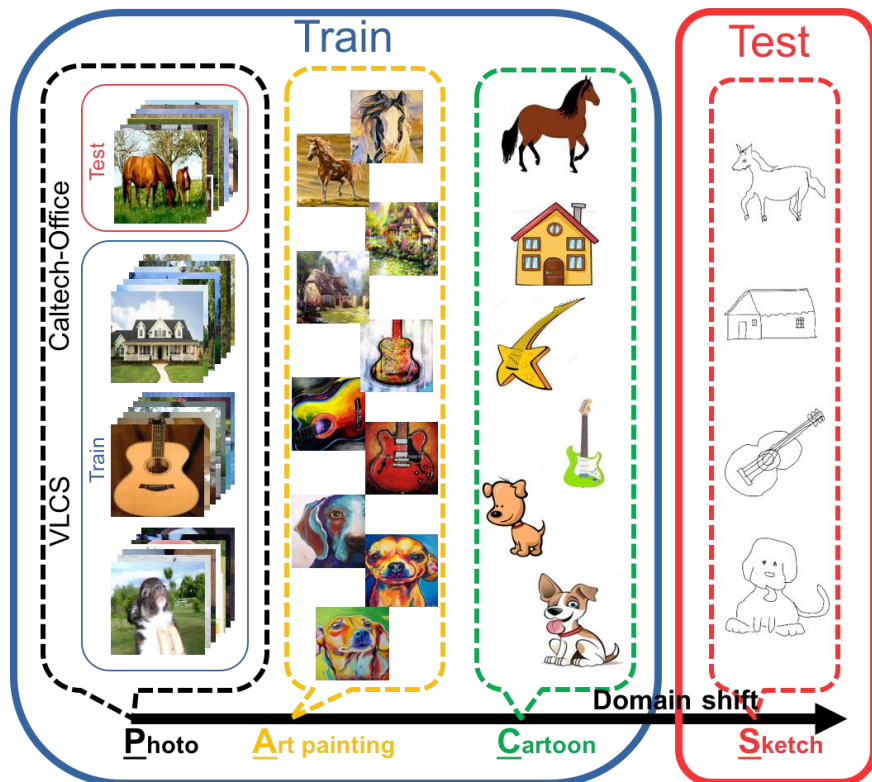 Train
Test
Caltech-Office
VLCS
Test
Train
Domain shift
Photo
Art painting
Cartoon
Sketch